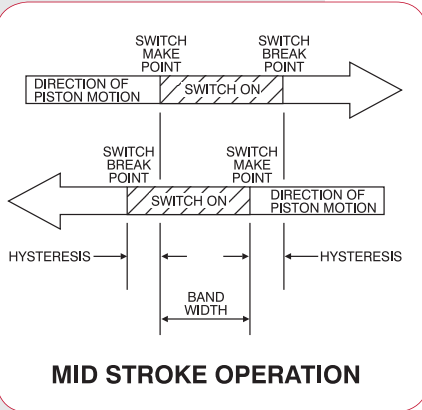 SWITCH
MAKE
POINT
SWITCH
BREAK
POINT
DIRECTION OF
PISTON MOTION
SWITCH ON
SWITCH
BREAK
POINT
SWITCH
MAKE
POINT
SWITCH ON
DIRECTION OF
PISTON MOTION
HYSTERESIS
HYSTERESIS
BAND
WIDTH
MID STROKE OPERATION